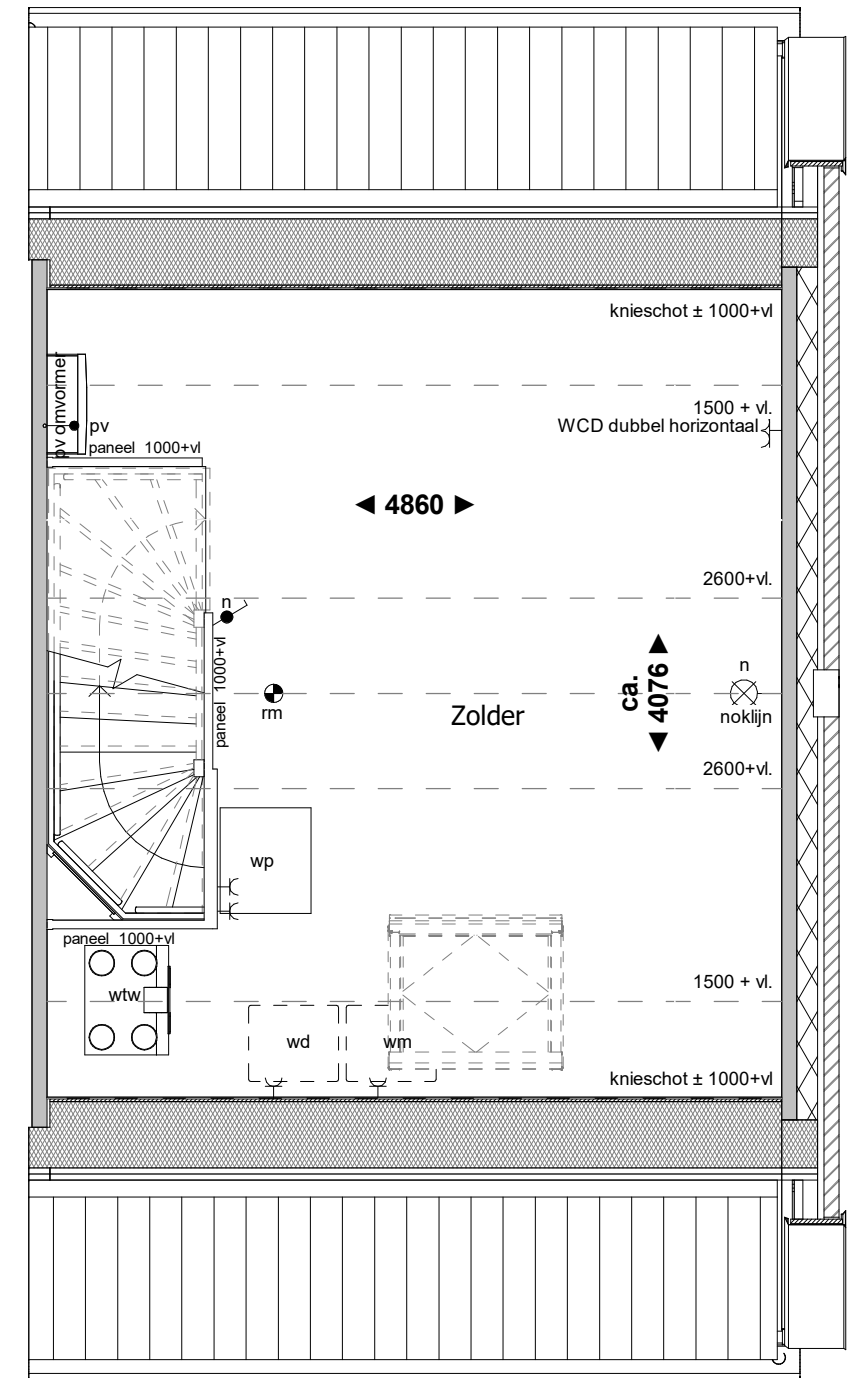 knieschot ± 1000+vl
pv omvormer
1500 + vl.
WCD dubbel horizontaal
pv
paneel 1000+vl
◄ 4860 ►
2600+vl.
n
paneel 1000+vl
rm
Zolder
ca.
◄ 4076 ►
n
noklijn
2600+vl.
wp
paneel 1000+vl
wtw
1500 + vl.
wd
wm
knieschot ± 1000+vl